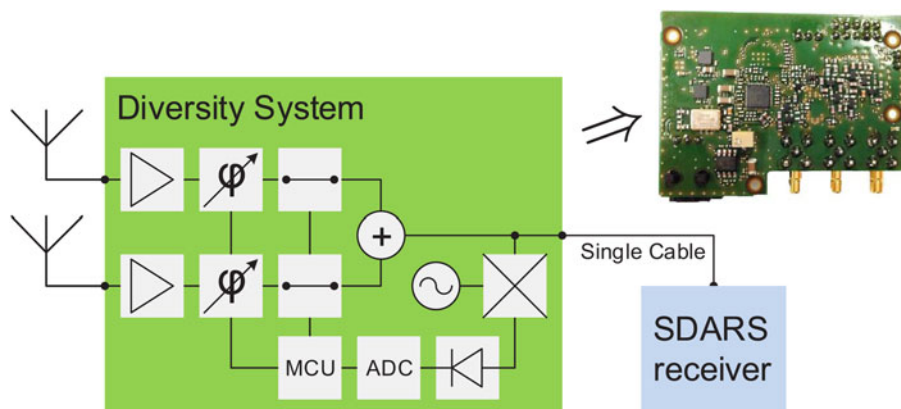 Diversity System
φ
φ
+
Single Cable
MCU
ADC
SDARS
receiver